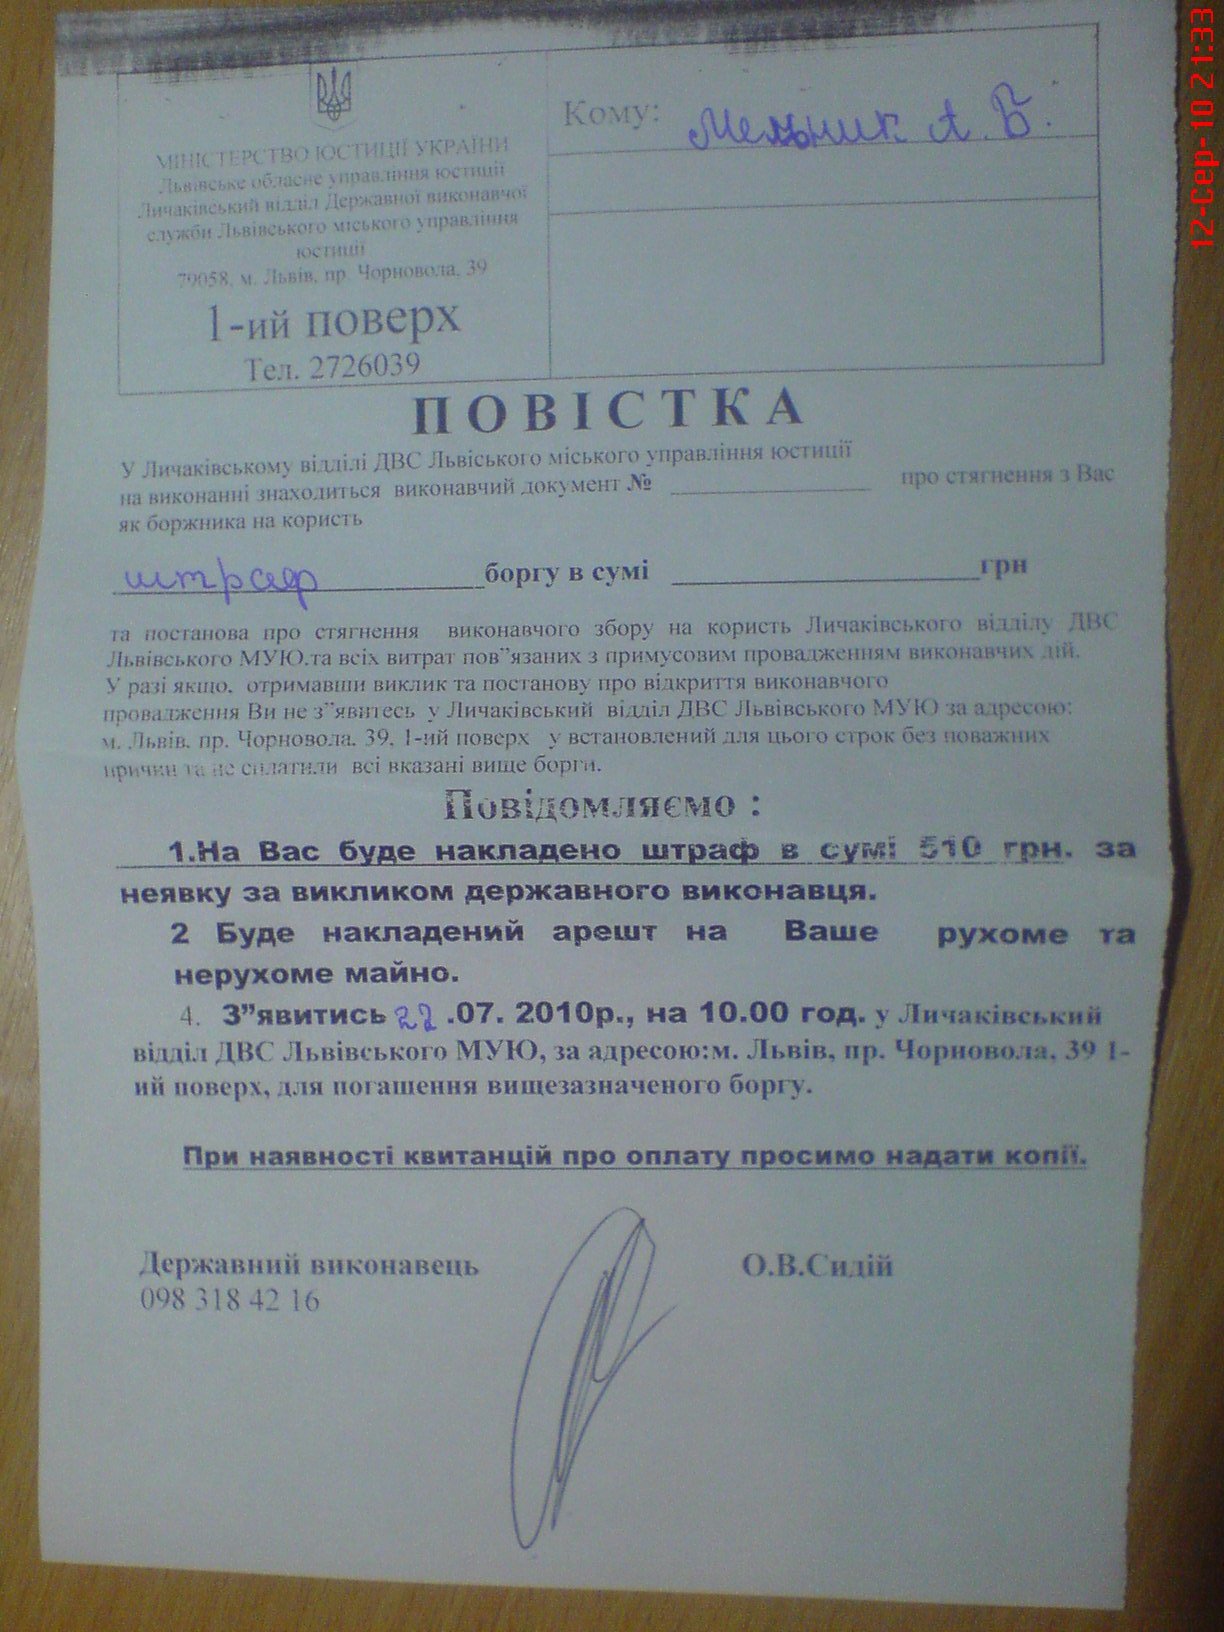 МІНІСТЕРСТВО ЮСТИЦІЇ УКРАЇНИ
Львівське обласне управління юстиції
Личаківський відділ Державної виконавчої
служби Львівського міського управління
юстиції
79058, м. Львів, пр. Чорновола, 39
1-ий поверх
Тел. 2726039
Кому: Мельник А. Б.
12-Сер-10 21:33
ПОВІСТКА
У Личаківському відділі ДВС Львіського міського управління юстиції
на виконанні знаходиться виконавчий документ № ____________ про стягнення з Вас
як боржника на користь
штраф боргу в сумі ____________ грн
та постанова про стягнення виконавчого збору на користь Личаківського відділу ДВС
Львівського МУЮ.та всіх витрат пов"язаних з примусовим провадженням виконавчих дій.
У разі якщо, отримавши виклик та постанову про відкриття виконавчого
провадження Ви не з"явитесь у Личаківський відділ ДВС Львівського МУЮ за адресою:
м. Львів, пр. Чорновола, 39, 1-ий поверх у встановлений для цього строк без поважних
причин та не сплатили всі вказані вище борги.
Повідомляємо :
1.На Вас буде накладено штраф в сумі 510 грн. за
неявку за викликом державного виконавця.
2 Буде накладений арешт на Ваше рухоме та
нерухоме майно.
4. З"явитись 22 .07. 2010р., на 10.00 год. у Личаківський
відділ ДВС Львівського МУЮ, за адресою:м. Львів, пр. Чорновола, 39 1-
ий поверх, для погашення вищезазначеного боргу.
При наявності квитанцій про оплату просимо надати копії.
Державний виконавець О.В.Сидій
098 318 42 16